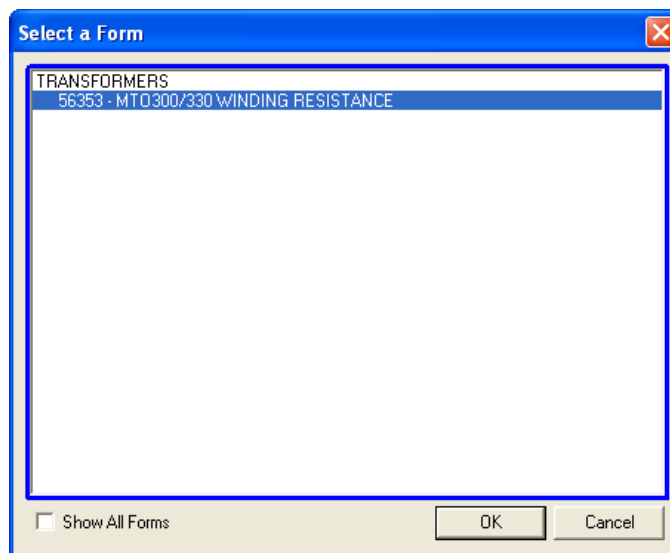 Select a Form
TRANSFORMERS
56353 - MTO300/330 WINDING RESISTANCE
Show All Forms
OK
Cancel